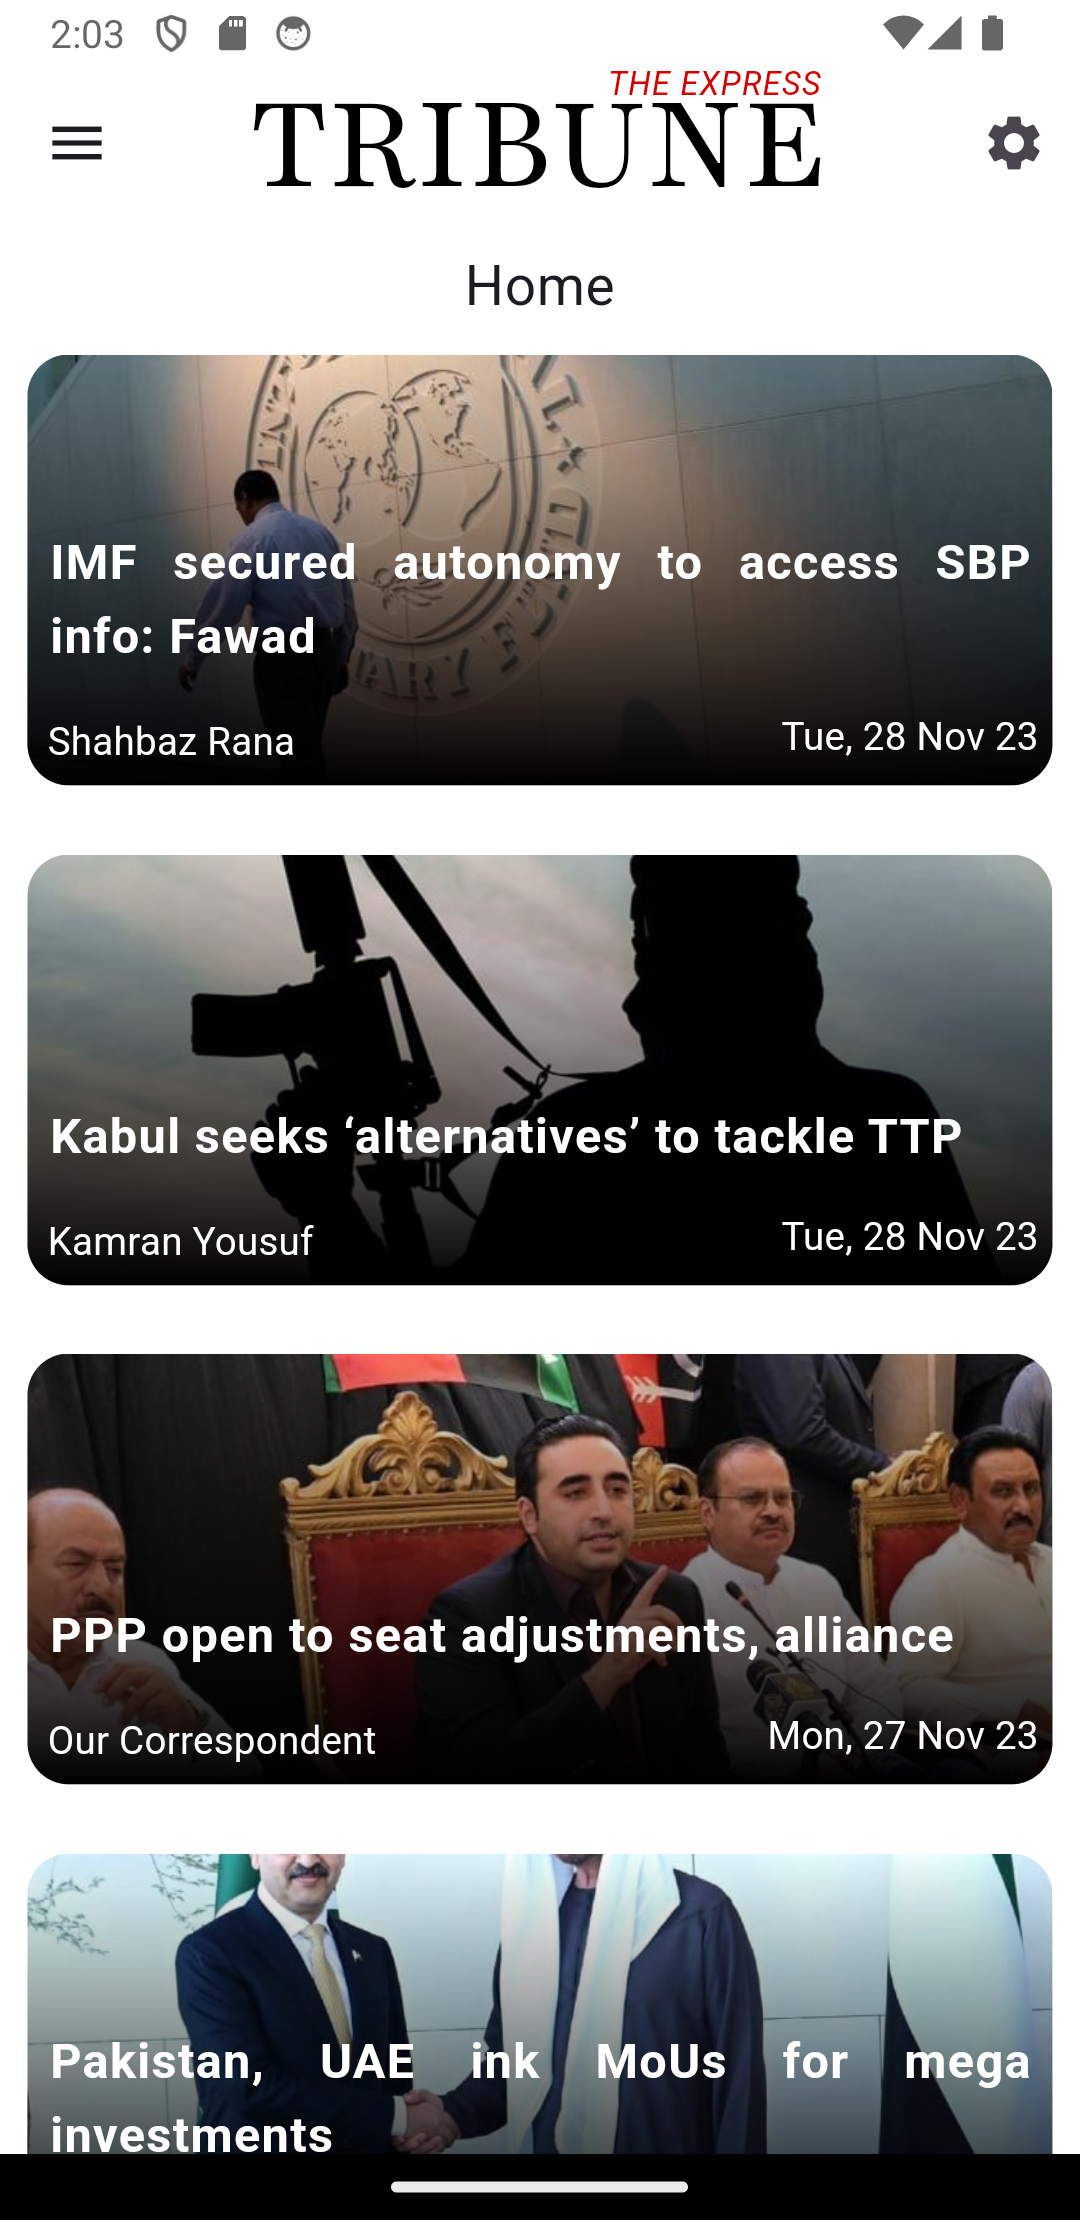 2:03
THE EXPRESS
TRIBUNE
Home
IMF secured autonomy to access SBP
info: Fawad
Shahbaz Rana
Tue, 28 Nov 23
Kabul seeks ‘alternatives’ to tackle TTP
Kamran Yousuf
Tue, 28 Nov 23
PPP open to seat adjustments, alliance
Our Correspondent
Mon, 27 Nov 23
Pakistan, UAE ink MoUs for mega
investments